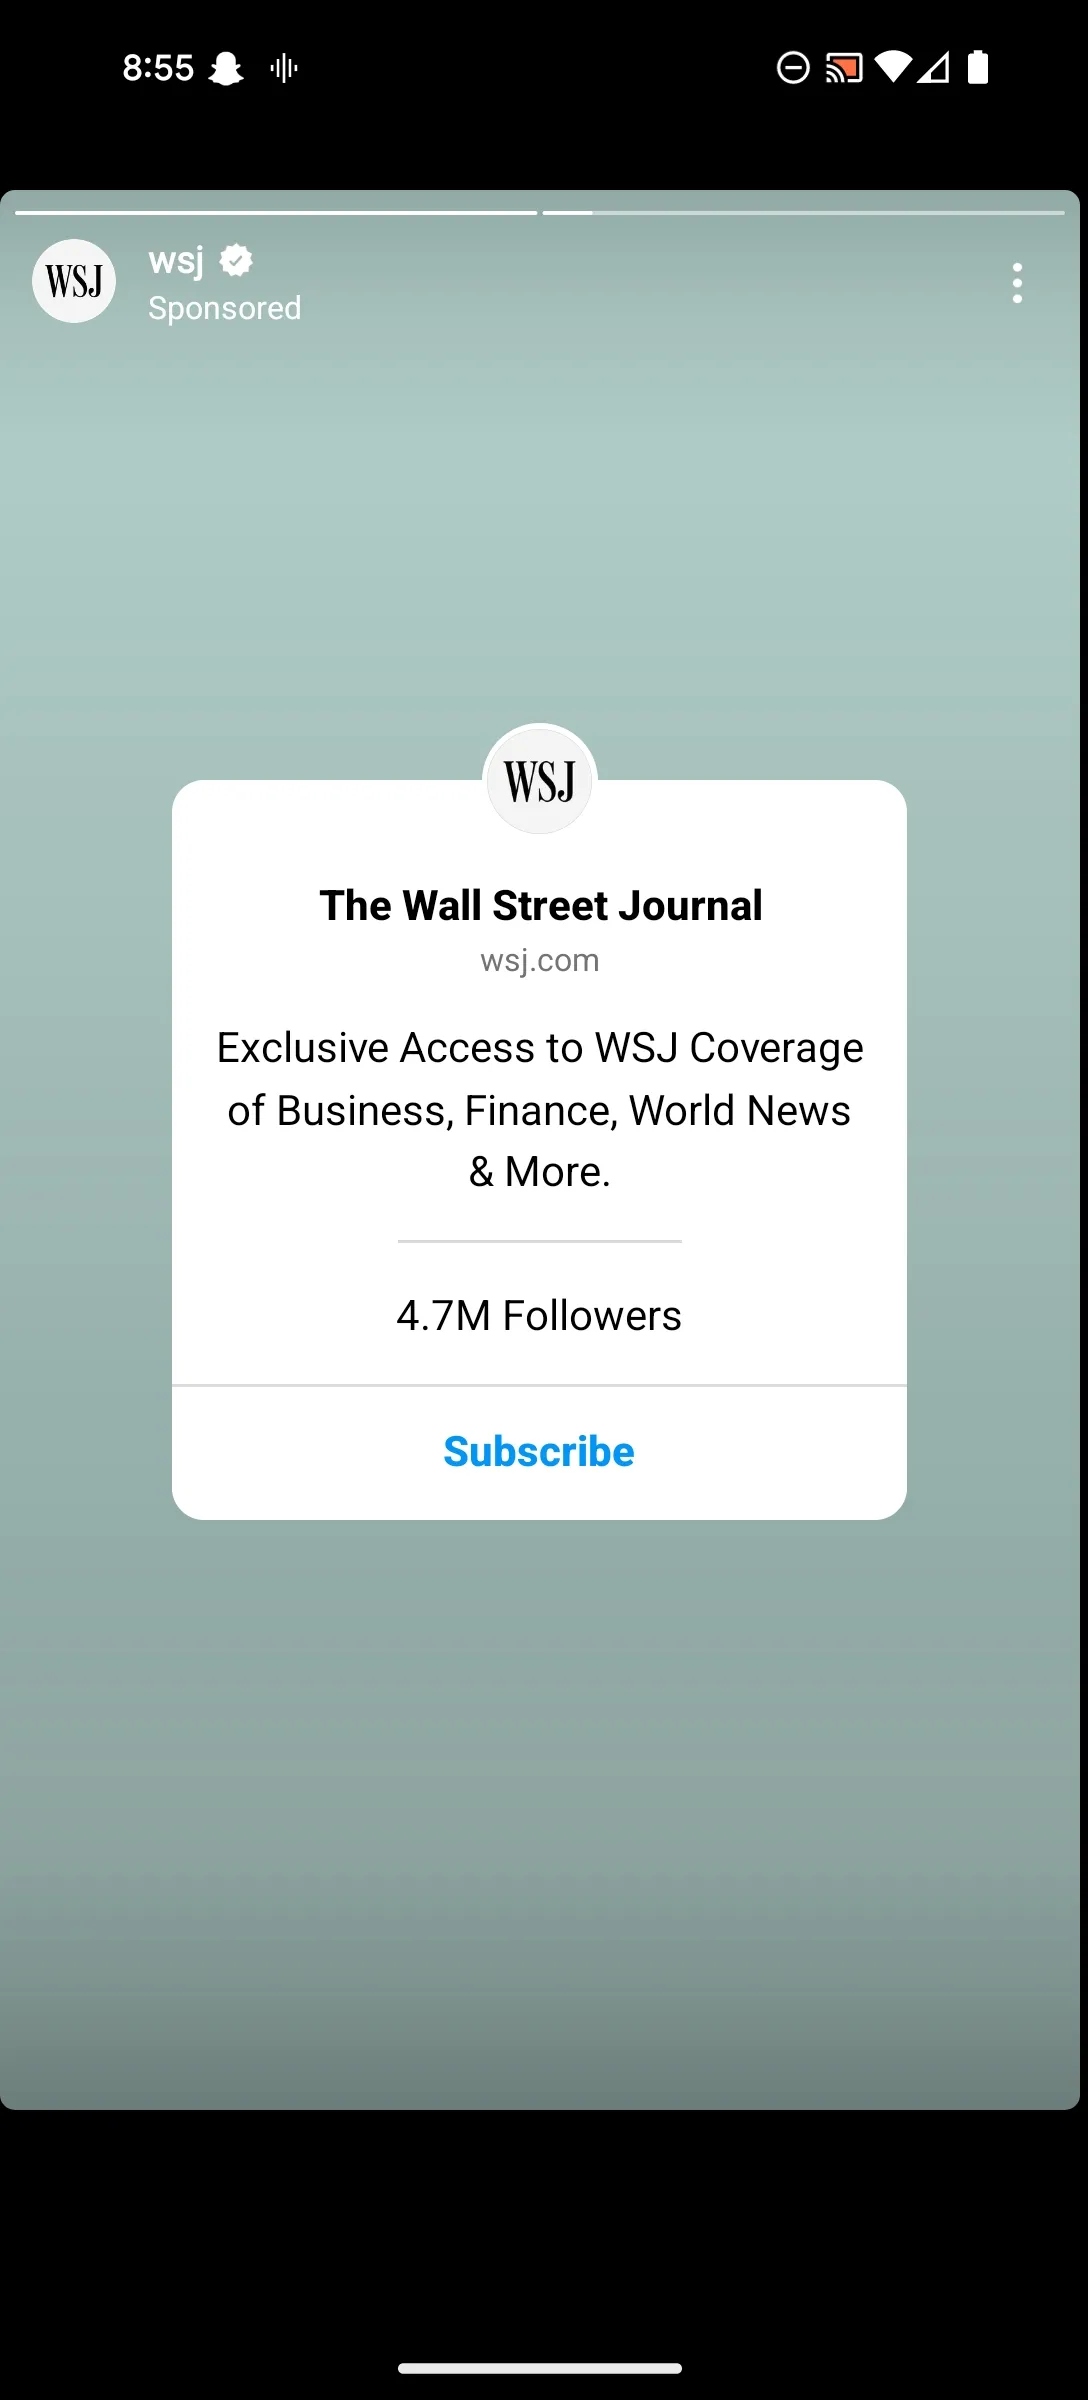 8:55
WSJ
wsj
Sponsored
WSJ
The Wall Street Journal
wsj.com
Exclusive Access to WSJ Coverage
of Business, Finance, World News
& More.
4.7M Followers
Subscribe